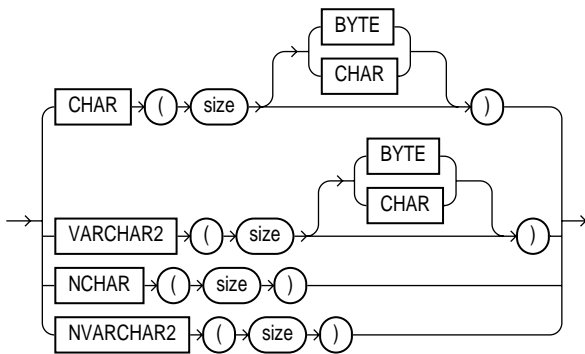 BYTE
CHAR
CHAR ( size )
BYTE
CHAR
VARCHAR2 ( size )
NCHAR ( size )
NVARCHAR2 ( size )